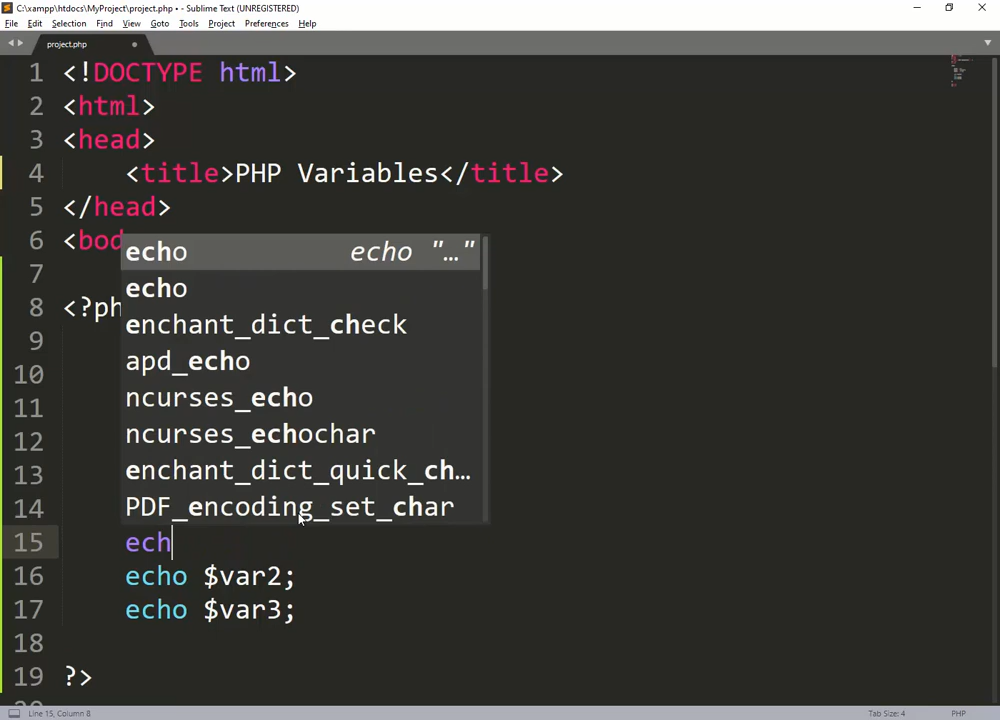 C:\xampp\htdocs\MyProject\project.php • - Sublime Text (UNREGISTERED)
File Edit Selection Find View Goto Tools Project Preferences Help
project.php
1 <!DOCTYPE html>
2 <html>
3 <head>
4 <title>PHP Variables</title>
5 </head>
6 <bod
echo echo "…"
7
echo
8 <?ph
enchant_dict_check
9
apd_echo
10
11
ncurses_echo
12
ncurses_echochar
13
enchant_dict_quick_ch…
14
PDF_encoding_set_char
15 ech
16 echo $var2;
17 echo $var3;
18
19 ?>
Line 15, Column 8 Tab Size: 4 PHP